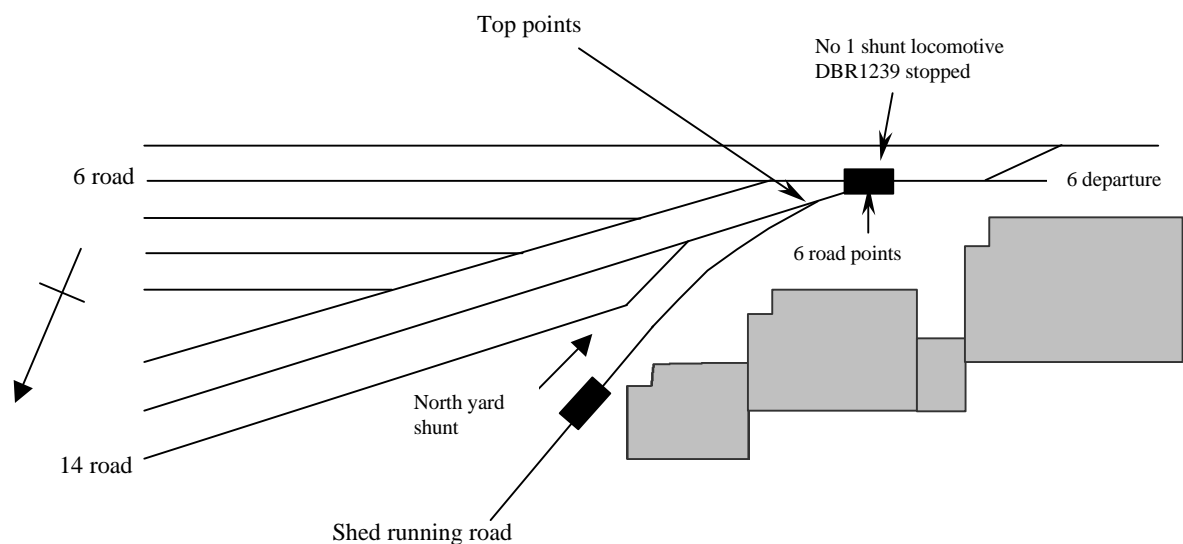 Top points
No 1 shunt locomotive
DBR1239 stopped
6 road
6 departure
6 road points
North yard
shunt
14 road
Shed running road